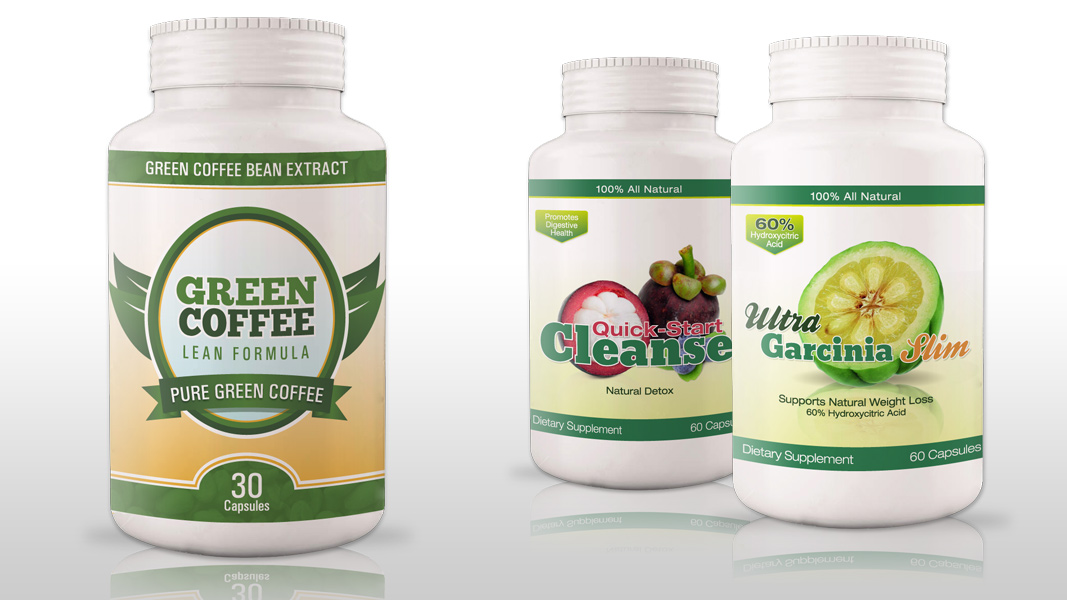 GREEN COFFEE BEAN EXTRACT
GREEN
COFFEE
LEAN FORMULA
PURE GREEN COFFEE
30
Capsules
100% All Natural
Promotes
Digestive
Health
Quick-Start
Cleanse
Natural Detox
Dietary Supplement
60 Capsu
100% All Natural
60%
Hydroxycitric
Acid
Ultra
Garcinia Slim
Supports Natural Weight Loss
60% Hydroxycitric Acid
Dietary Supplement
60 Capsules